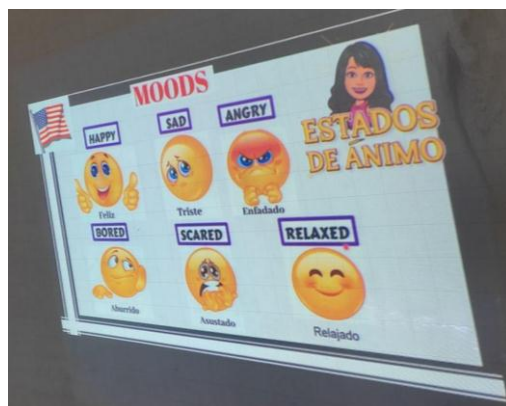 MOODS
ESTADOS
DE ÁNIMO
HAPPY
SAD
ANGRY
Feliz
Triste
Enfadado
BORED
SCARED
RELAXED
Aburrido
Asustado
Relajado